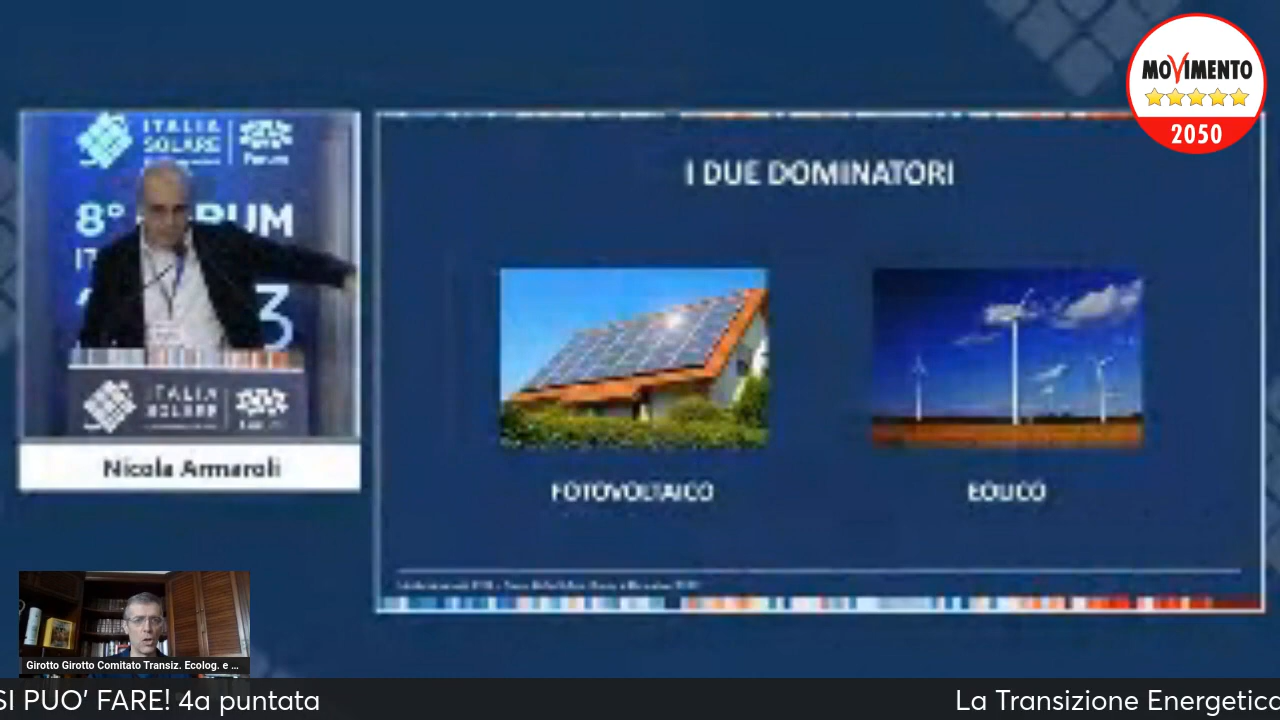 MOVIMENTO
2050
ITALIA
SOLARE
Forum
8° FORUM
I DUE DOMINATORI
ITALIA
SOLARE
Nicola Armaroli
FOTOVOLTAICO
EOLICO
Girotto Girotto Comitato Transiz. Ecolog. e ...
SI PUO' FARE! 4a puntata
La Transizione Energetica